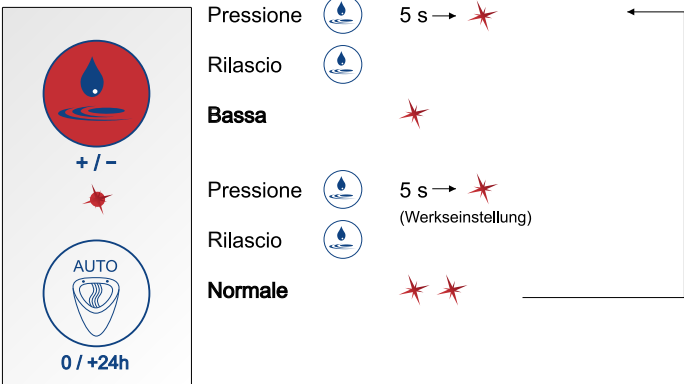 + / −
AUTO
0 / +24h
Pressione 5 s
Rilascio
Bassa
Pressione 5 s
(Werkseinstellung)
Rilascio
Normale